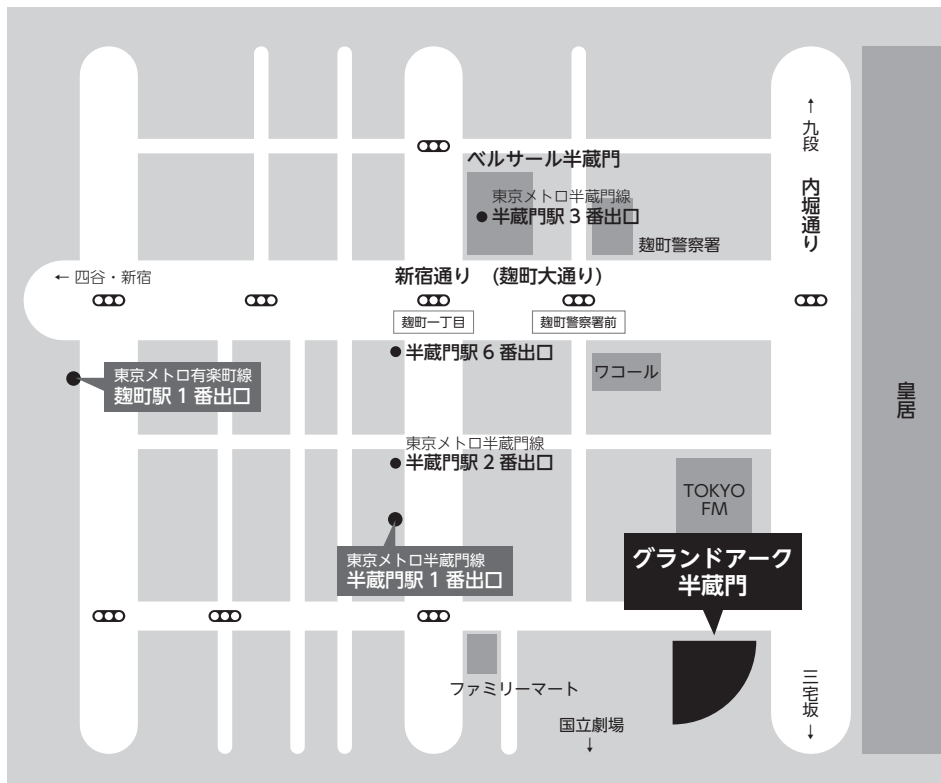 ↑
九段
内堀通り
ベルサール半蔵門
東京メトロ半蔵門線
半蔵門駅 3 番出口
麹町警察署
← 四谷・新宿
新宿通り (麹町大通り)
麹町一丁目
麹町警察署前
半蔵門駅 6 番出口
ワコール
東京メトロ有楽町線
麹町駅 1 番出口
皇居
東京メトロ半蔵門線
半蔵門駅 2 番出口
TOKYO
FM
東京メトロ半蔵門線
半蔵門駅 1 番出口
グランドアーク
半蔵門
ファミリーマート
国立劇場
↓
三宅坂
↓